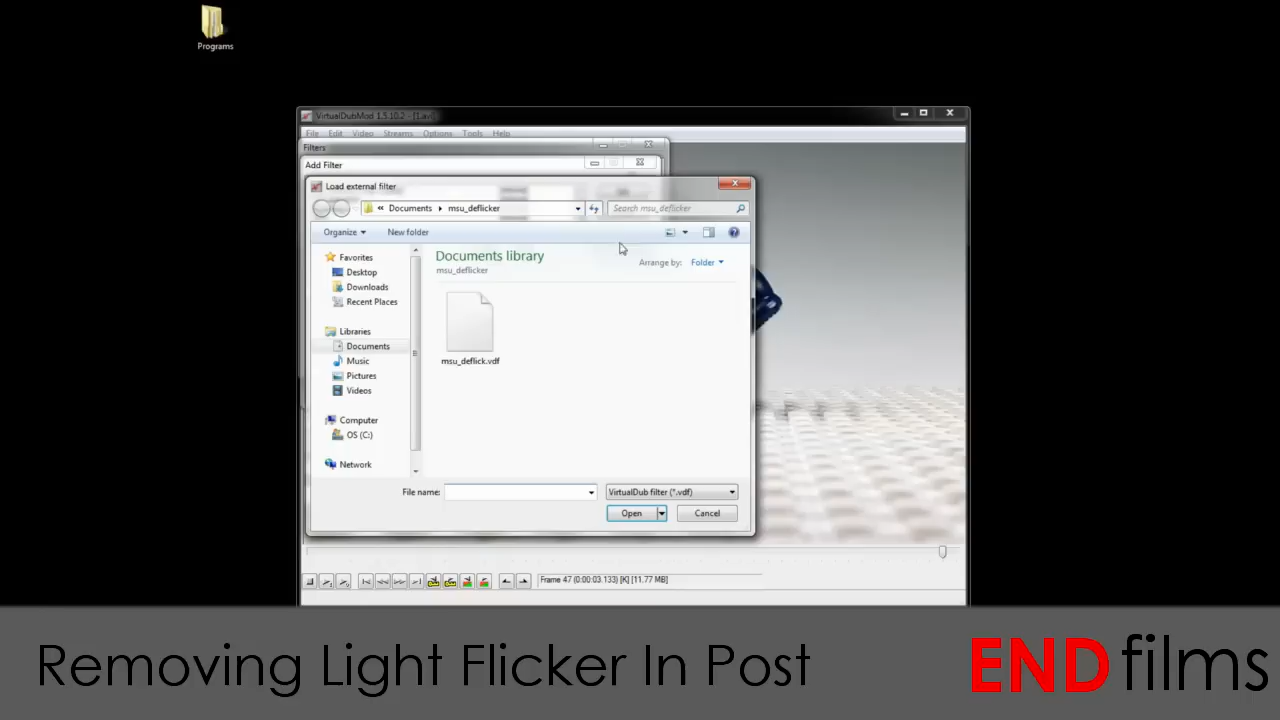 Programs
VirtualDubMod 1.5.10.2 - [1.avi]
File Edit Video Streams Options Tools Help
Filters
Add Filter
Load external filter
« Documents msu_deflicker Search msu_deflicker
Organize New folder
Favorites
Desktop
Downloads
Recent Places
Libraries
Documents
Music
Pictures
Videos
Computer
OS (C:)
Network
Documents library
msu_deflicker
Arrange by: Folder
msu_deflick.vdf
File name: VirtualDub filter (*.vdf)
Open Cancel
Frame 47 (0:00:03.133) [K] [11.77 MB]
Removing Light Flicker In Post
ENDfilms